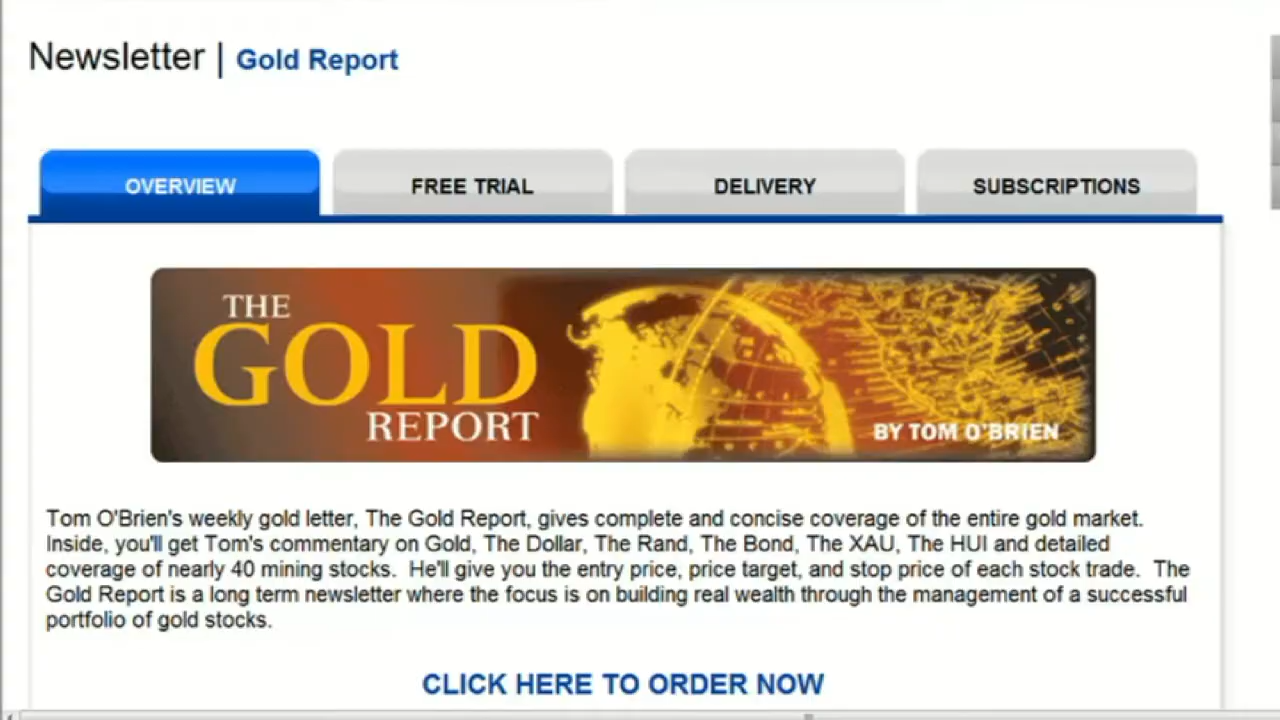 Newsletter | Gold Report
OVERVIEW
FREE TRIAL
DELIVERY
SUBSCRIPTIONS
THE
GOLD
REPORT
BY TOM O'BRIEN
Tom O'Brien's weekly gold letter, The Gold Report, gives complete and concise coverage of the entire gold market.
Inside, you'll get Tom's commentary on Gold, The Dollar, The Rand, The Bond, The XAU, The HUI and detailed
coverage of nearly 40 mining stocks.  He'll give you the entry price, price target, and stop price of each stock trade.  The
Gold Report is a long term newsletter where the focus is on building real wealth through the management of a successful
portfolio of gold stocks.
CLICK HERE TO ORDER NOW